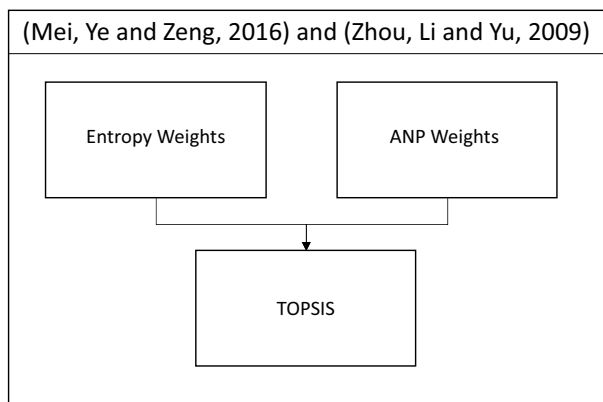 (Mei, Ye and Zeng, 2016) and (Zhou, Li and Yu, 2009)
Entropy Weights
ANP Weights
TOPSIS